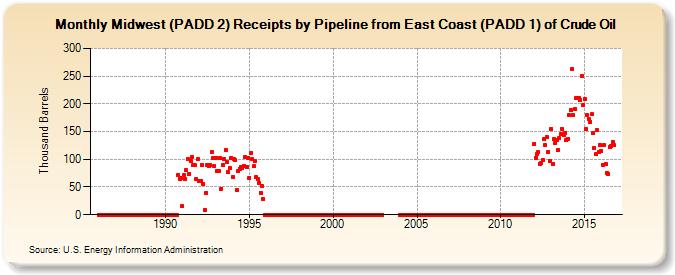 Monthly Midwest (PADD 2) Receipts by Pipeline from East Coast (PADD 1) of Crude Oil
Thousand Barrels
300
250
200
150
100
50
0
1990 1995 2000 2005 2010 2015
Source: U.S. Energy Information Administration